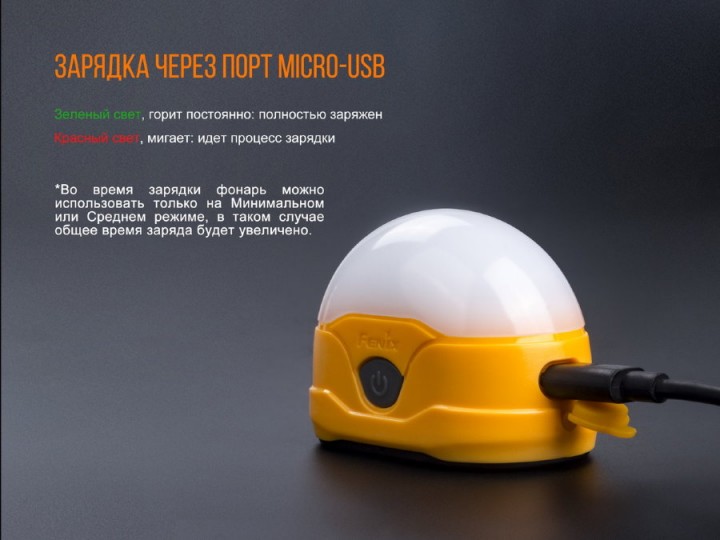 ЗАРЯДКА ЧЕРЕЗ ПОРТ MICRO-USB
Зеленый свет, горит постоянно: полностью заряжен
Красный свет, мигает: идет процесс зарядки
*Во время зарядки фонарь можно
использовать только на Минимальном
или Среднем режиме, в таком случае
общее время заряда будет увеличено.
Fenix